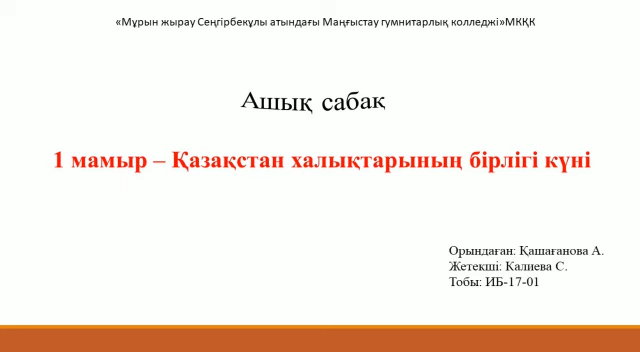 «Мұрын жырау Сеңгірбекұлы атындағы Маңғыстау гумнитарлық колледжі»МКҚК
Ашық сабақ
1 мамыр – Қазақстан халықтарының бірлігі күні
Орындаған: Қашағанова А.
Жетекші: Калиева С.
Тобы: ИБ-17-01